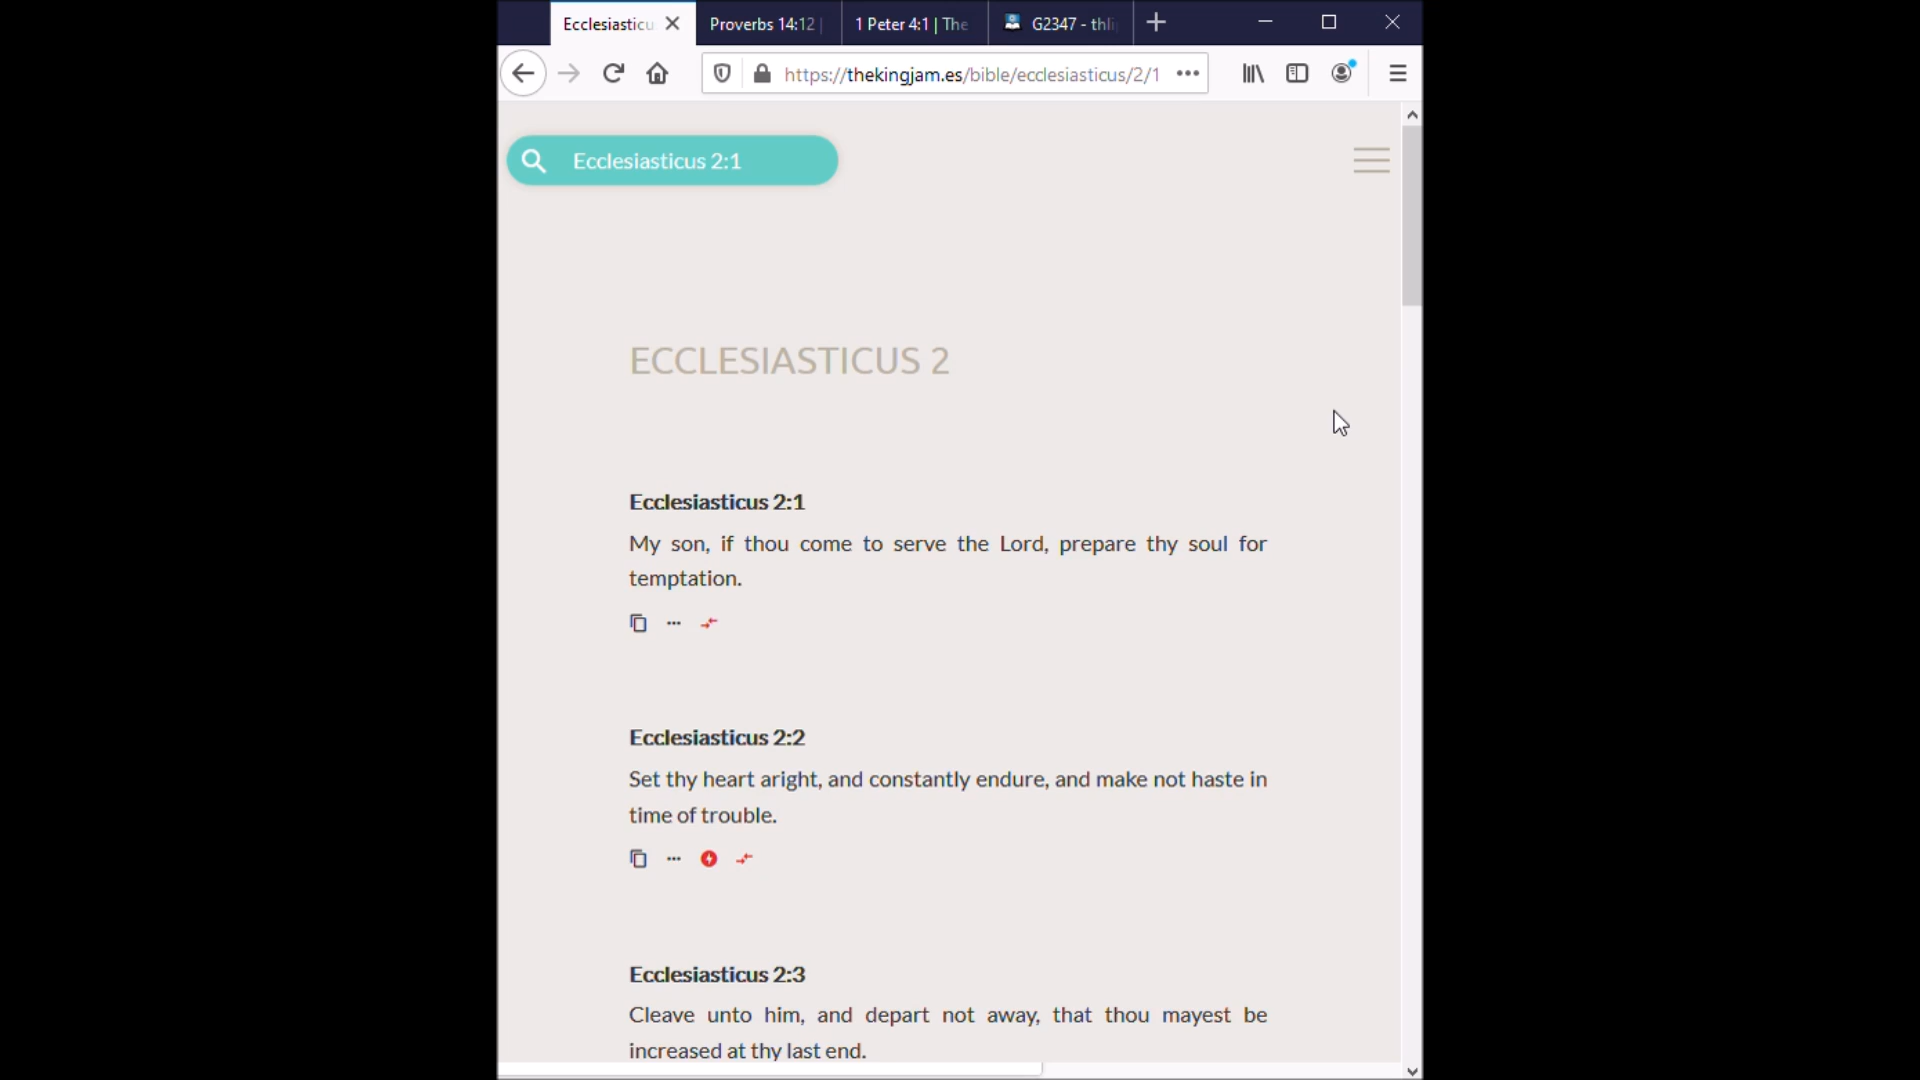 Ecclesiasticu
Proverbs 14:12 |
1 Peter 4:1 | The
G2347 - thli
https://thekingjam.es/bible/ecclesiasticus/2/1
Ecclesiasticus 2:1
ECCLESIASTICUS 2
Ecclesiasticus 2:1
My son, if thou come to serve the Lord, prepare thy soul for
temptation.
Ecclesiasticus 2:2
Set thy heart aright, and constantly endure, and make not haste in
time of trouble.
Ecclesiasticus 2:3
Cleave unto him, and depart not away, that thou mayest be
increased at thy last end.